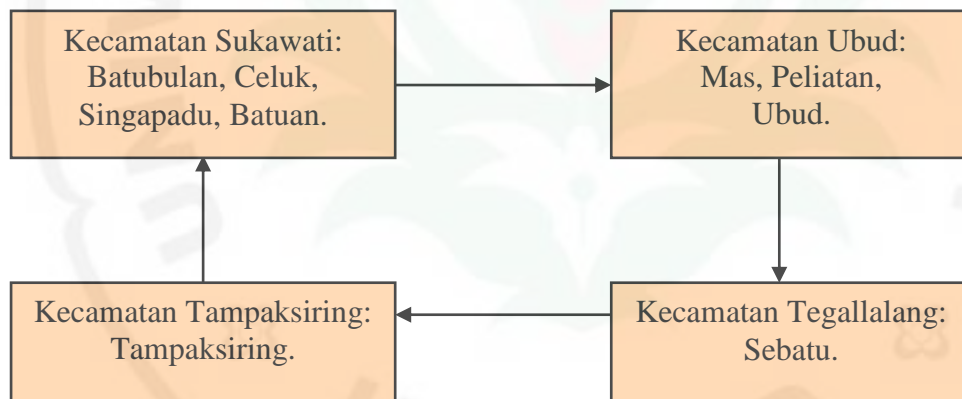 Kecamatan Sukawati:
Batubulan, Celuk,
Singapadu, Batuan.
Kecamatan Ubud:
Mas, Peliatan,
Ubud.
Kecamatan Tampaksiring:
Tampaksiring.
Kecamatan Tegallalang:
Sebatu.